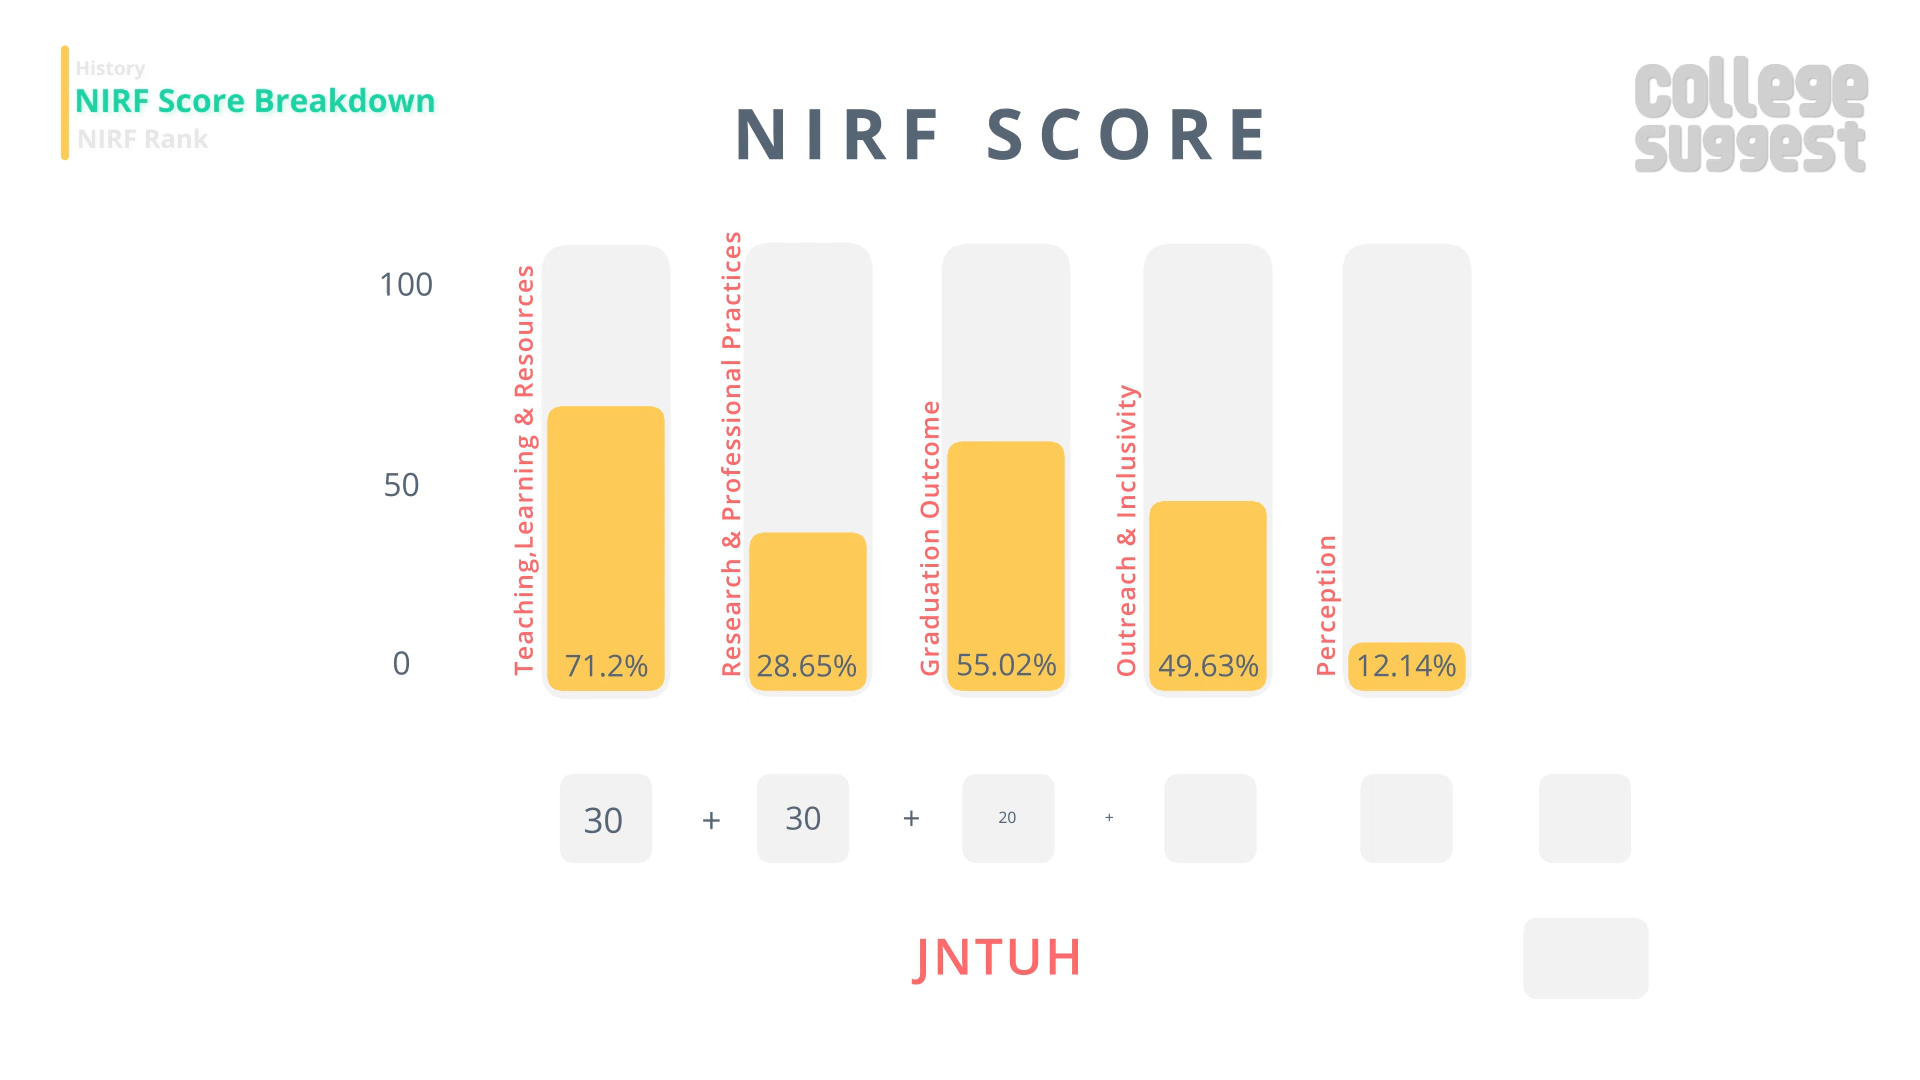 History
NIRF Score Breakdown
NIRF Rank
NIRF SCORE
college
suggest
100
50
0
Teaching,Learning & Resources
Research & Professional Practices
Graduation Outcome
Outreach & Inclusivity
Perception
71.2%
28.65%
55.02%
49.63%
12.14%
30 + 30 + 20 +
JNTUH